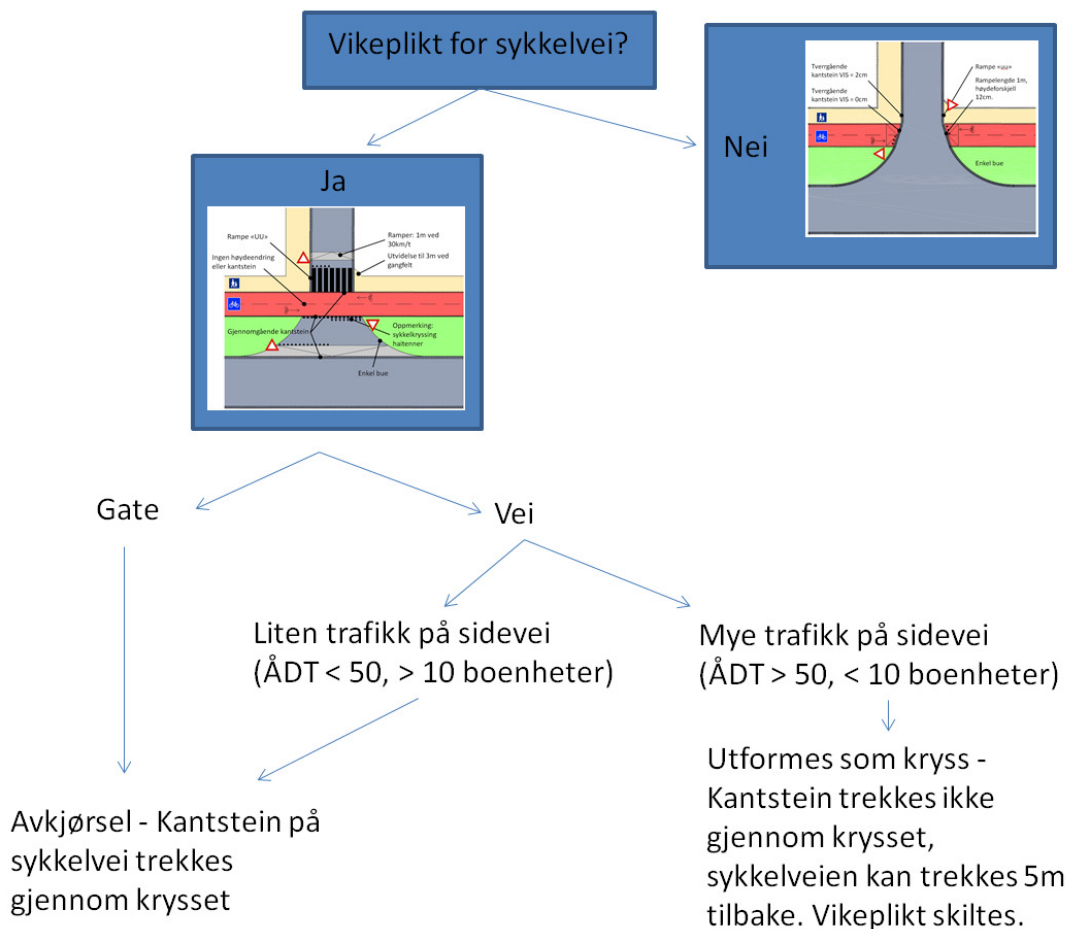 Vikeplikt for sykkelvei?
Nei
Tverrgående
kantstein VIS = 2cm
Tverrgående
kantstein VIS = 0cm
Rampe «uu»
Rampelengde 1m,
høydeforskjell
12cm.
Enkel bue
Ja
Rampe «UU»
Ingen høydeendring
eller kantstein
Ramper: 1m ved
30km/t
Utvidelse til 3m ved
gangfelt
Gjennomgående kantstein
Oppmerking:
sykkelkryssing
haitenner
Enkel bue
Gate
Vei
Liten trafikk på sidevei
(ÅDT < 50, > 10 boenheter)
Mye trafikk på sidevei
(ÅDT > 50, < 10 boenheter)
Avkjørsel - Kantstein på
sykkelvei trekkes
gjennom krysset
Utformes som kryss -
Kantstein trekkes ikke
gjennom krysset,
sykkelveien kan trekkes 5m
tilbake. Vikeplikt skiltes.